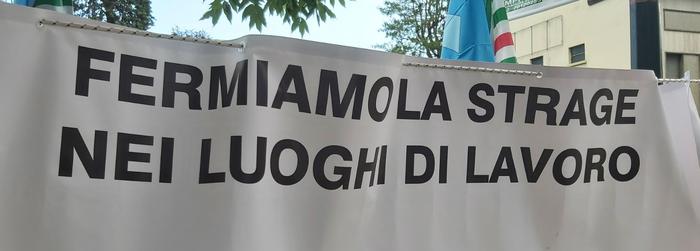 FERMIAMOLA STRAGE
NEI LUOGHI DI LAVORO